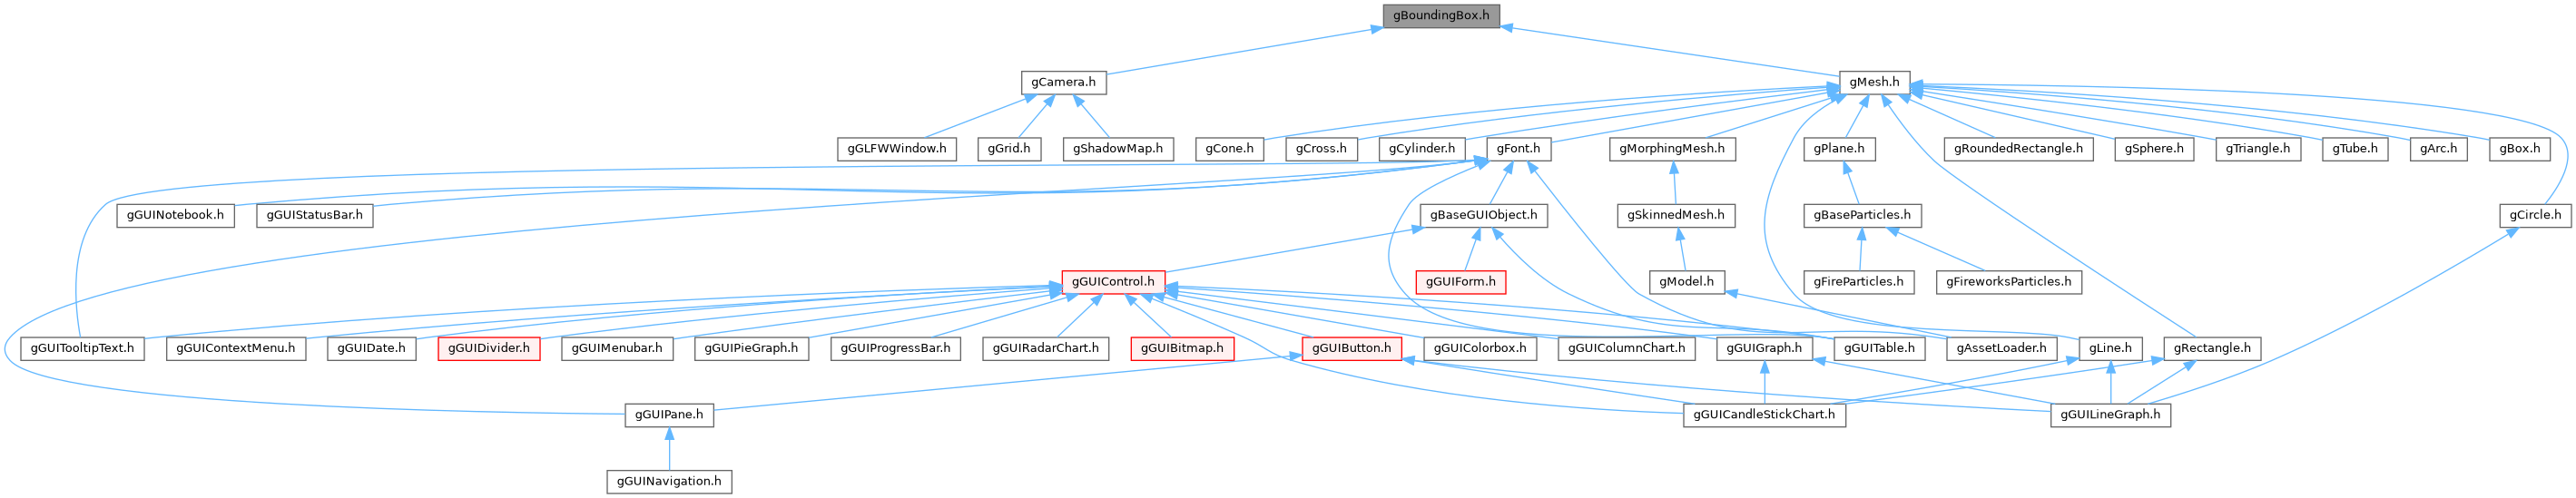 gBoundingBox.h
gCamera.h
gMesh.h
gGLFWWindow.h
gGrid.h
gShadowMap.h
gCone.h
gCross.h
gCylinder.h
gFont.h
gMorphingMesh.h
gPlane.h
gRoundedRectangle.h
gSphere.h
gTriangle.h
gTube.h
gArc.h
gBox.h
gGUINotebook.h
gGUIStatusBar.h
gBaseGUIObject.h
gSkinnedMesh.h
gBaseParticles.h
gCircle.h
gGUIControl.h
gGUIForm.h
gModel.h
gFireParticles.h
gFireworksParticles.h
gGUITooltipText.h
gGUIContextMenu.h
gGUIDate.h
gGUIDivider.h
gGUIMenubar.h
gGUIPieGraph.h
gGUIProgressBar.h
gGUIRadarChart.h
gGUIBitmap.h
gGUIButton.h
gGUIColorbox.h
gGUIColumnChart.h
gGUIGraph.h
gGUITable.h
gAssetLoader.h
gLine.h
gRectangle.h
gGUIPane.h
gGUICandleStickChart.h
gGUILineGraph.h
gGUINavigation.h